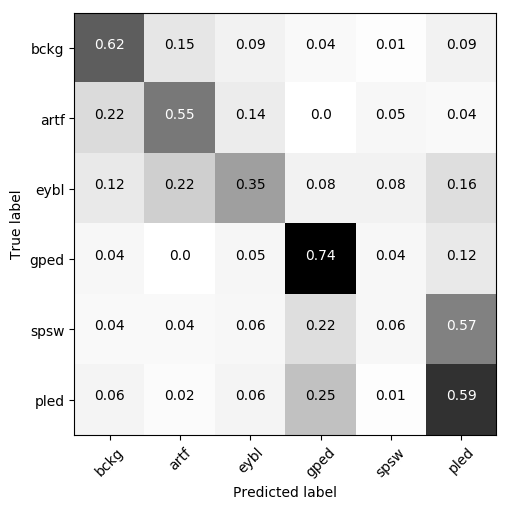 bckg 0.62 0.15 0.09 0.04 0.01 0.09
artf 0.22 0.55 0.14 0.0 0.05 0.04
eybl 0.12 0.22 0.35 0.08 0.08 0.16
gped 0.04 0.0 0.05 0.74 0.04 0.12
spsw 0.04 0.04 0.06 0.22 0.06 0.57
pled 0.06 0.02 0.06 0.25 0.01 0.59
True label
bckg artf eybl gped spsw pled
Predicted label